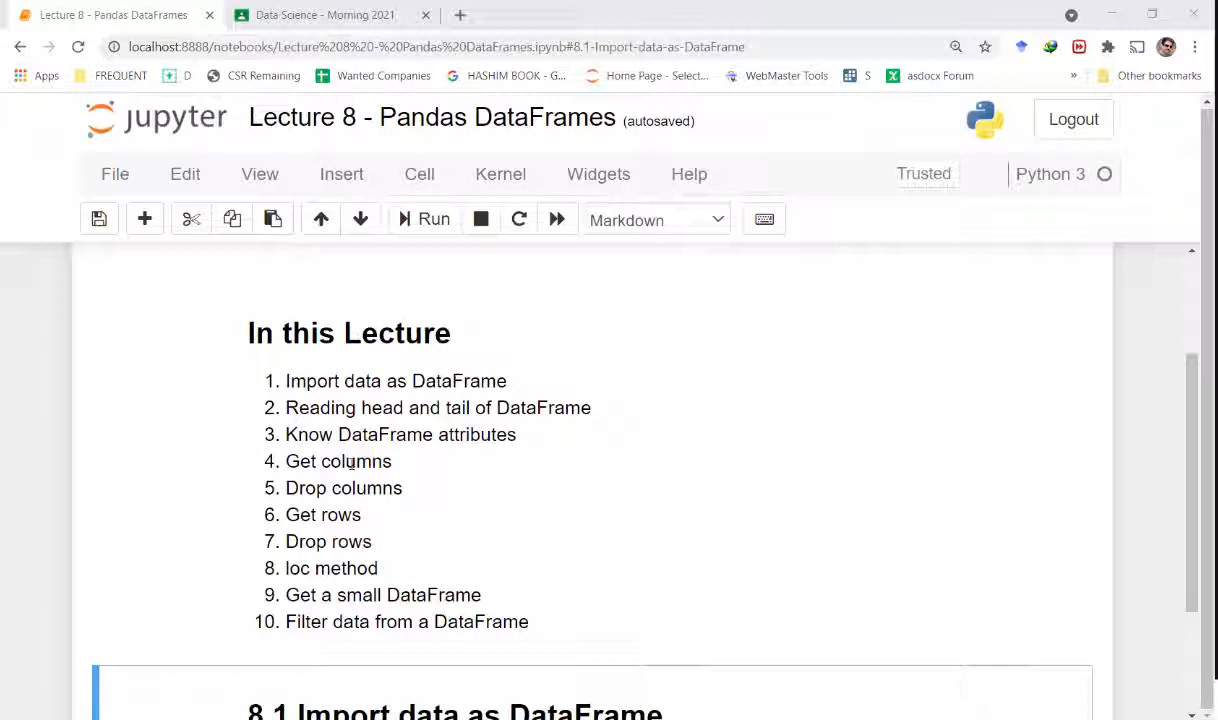 Lecture 8 - Pandas DataFrames
Data Science - Morning 2021
localhost:8888/notebooks/Lecture%208%20-%20Pandas%20DataFrames.ipynb#8.1-Import-data-as-DataFrame
Apps FREQUENT D CSR Remaining Wanted Companies HASHIM BOOK - G... Home Page - Select... WebMaster Tools S asdocx Forum » Other bookmarks
jupyter Lecture 8 - Pandas DataFrames (autosaved) Logout
File Edit View Insert Cell Kernel Widgets Help Trusted Python 3
Run Markdown
In this Lecture
1. Import data as DataFrame
2. Reading head and tail of DataFrame
3. Know DataFrame attributes
4. Get columns
5. Drop columns
6. Get rows
7. Drop rows
8. loc method
9. Get a small DataFrame
10. Filter data from a DataFrame
8.1 Import data as DataFrame